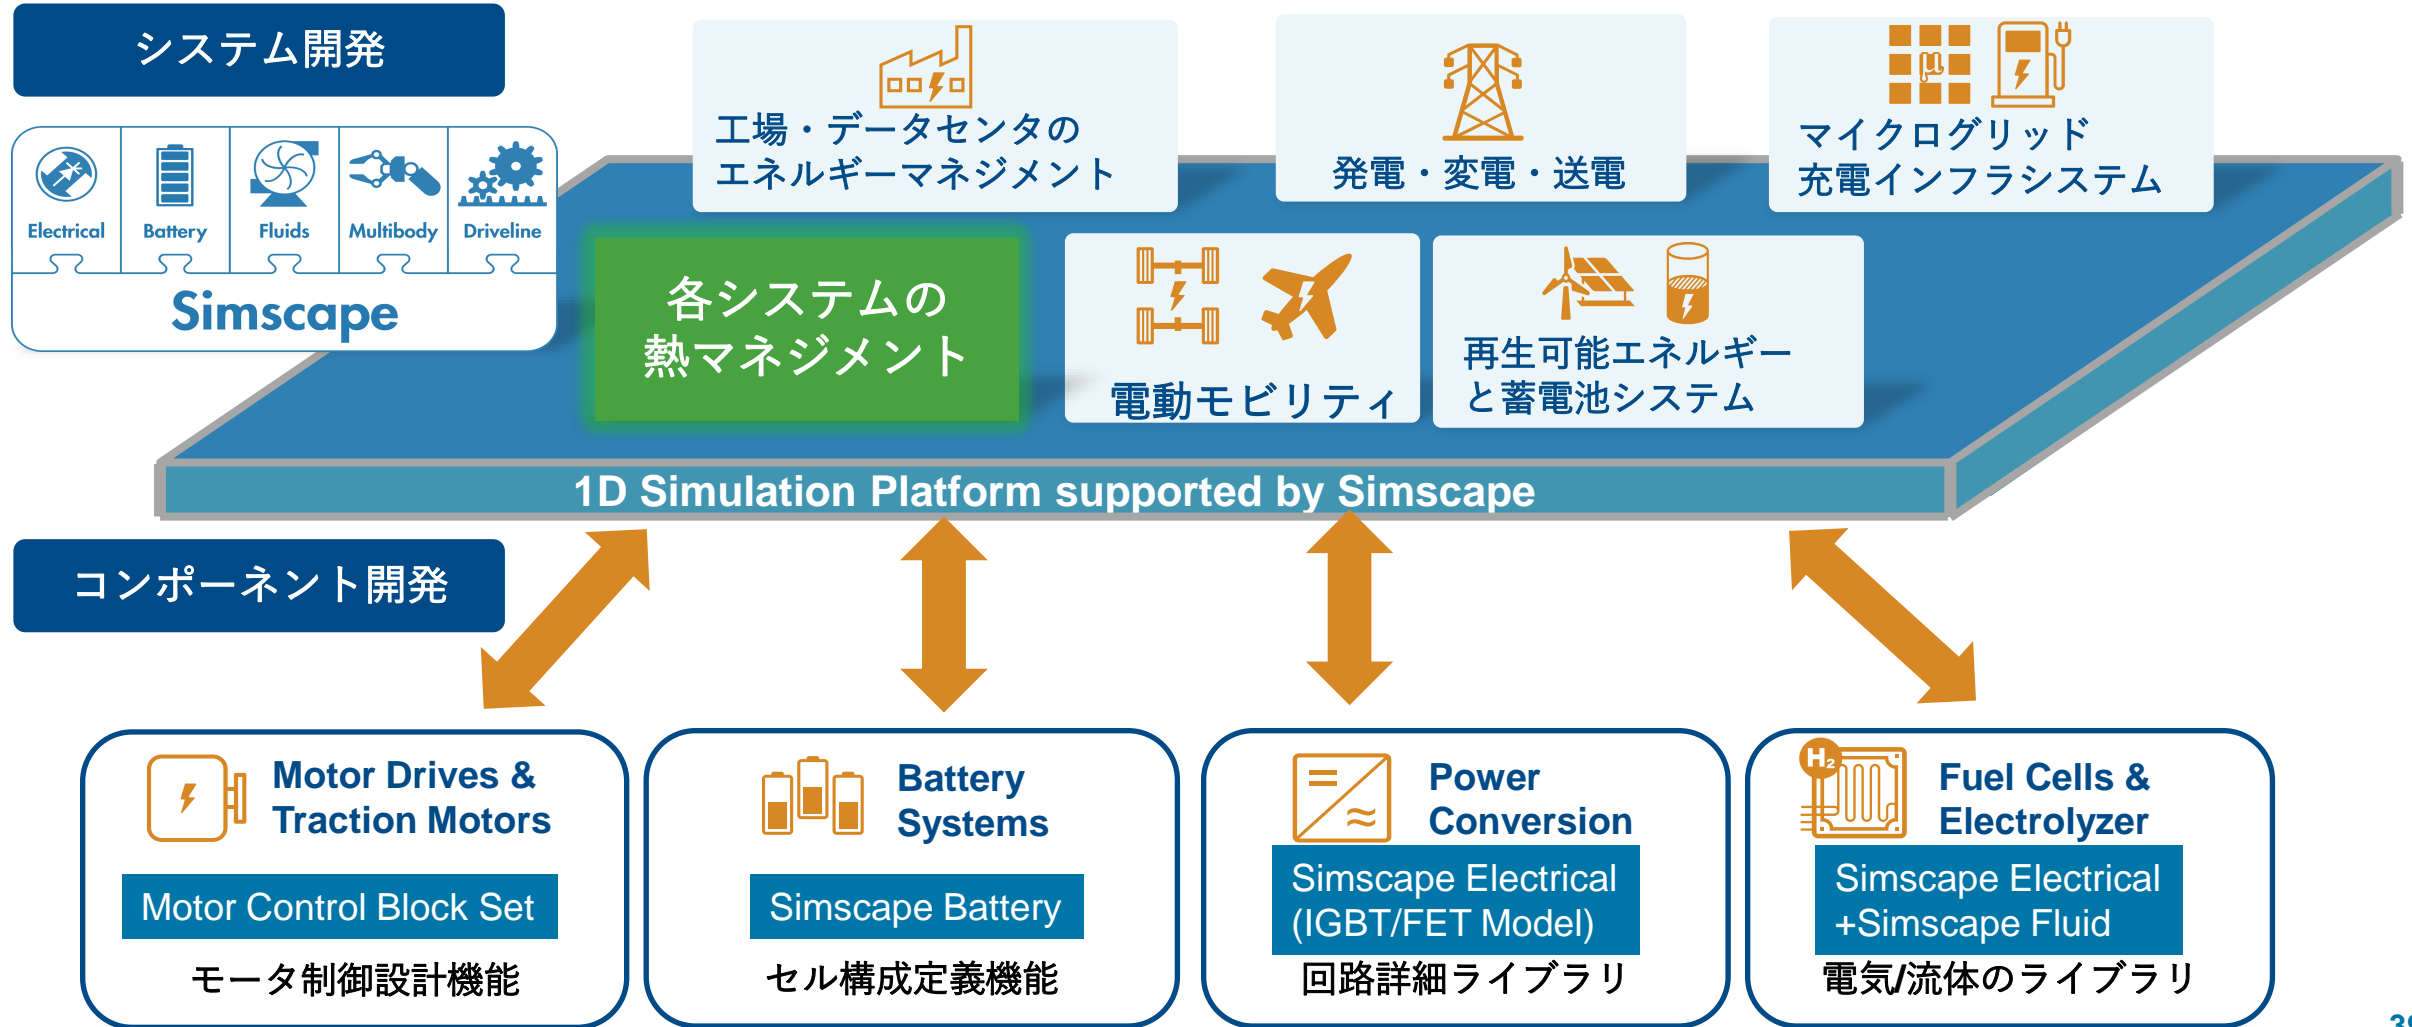 システム開発
Electrical
Battery
Fluids
Multibody
Driveline
Simscape
工場・データセンタの
エネルギーマネジメント
発電・変電・送電
μ
マイクログリッド
充電インフラシステム
各システムの
熱マネジメント
電動モビリティ
再生可能エネルギー
と蓄電池システム
1D Simulation Platform supported by Simscape
コンポーネント開発
Motor Drives &
Traction Motors
Motor Control Block Set
モータ制御設計機能
Battery
Systems
Simscape Battery
セル構成定義機能
Power
Conversion
Simscape Electrical
(IGBT/FET Model)
回路詳細ライブラリ
H₂
Fuel Cells &
Electrolyzer
Simscape Electrical
+Simscape Fluid
電気/流体のライブラリ